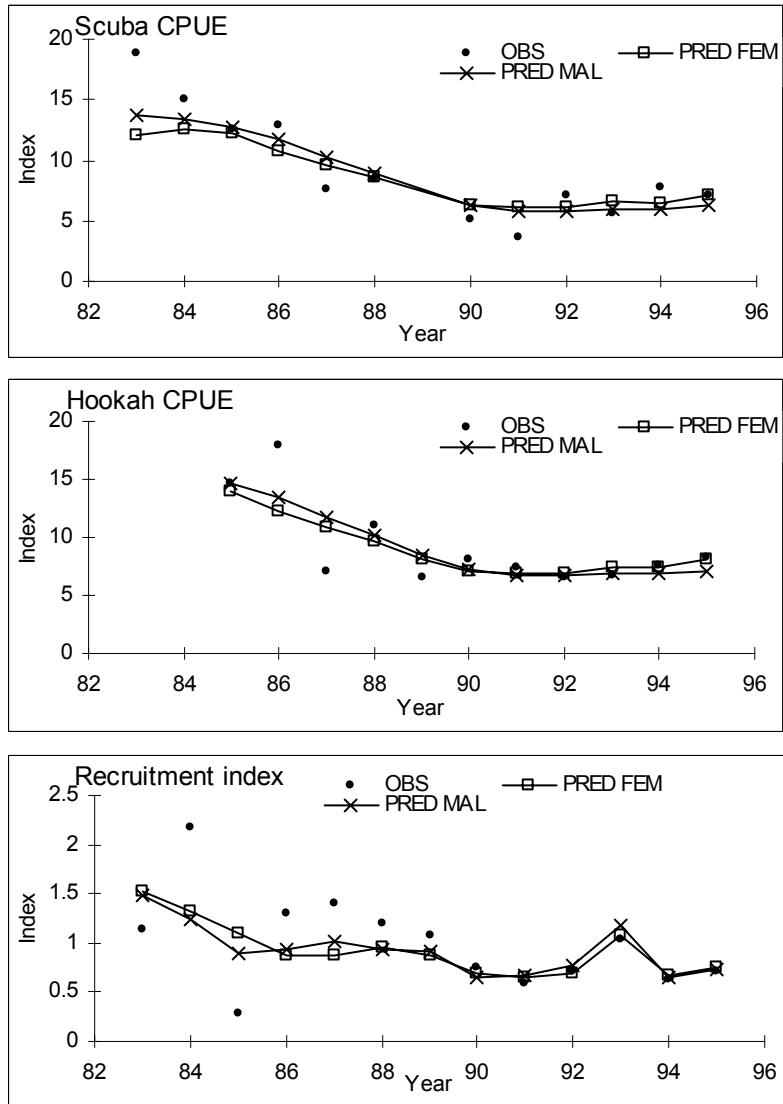 Scuba CPUE
OBS
PRED FEM
PRED MAL
20
15
10
5
0
Index
82 84 86 88 90 92 94 96
Year
Hookah CPUE
OBS
PRED FEM
PRED MAL
20
15
10
5
0
Index
82 84 86 88 90 92 94 96
Year
Recruitment index
OBS
PRED FEM
PRED MAL
2.5
2
1.5
1
0.5
0
Index
82 84 86 88 90 92 94 96
Year